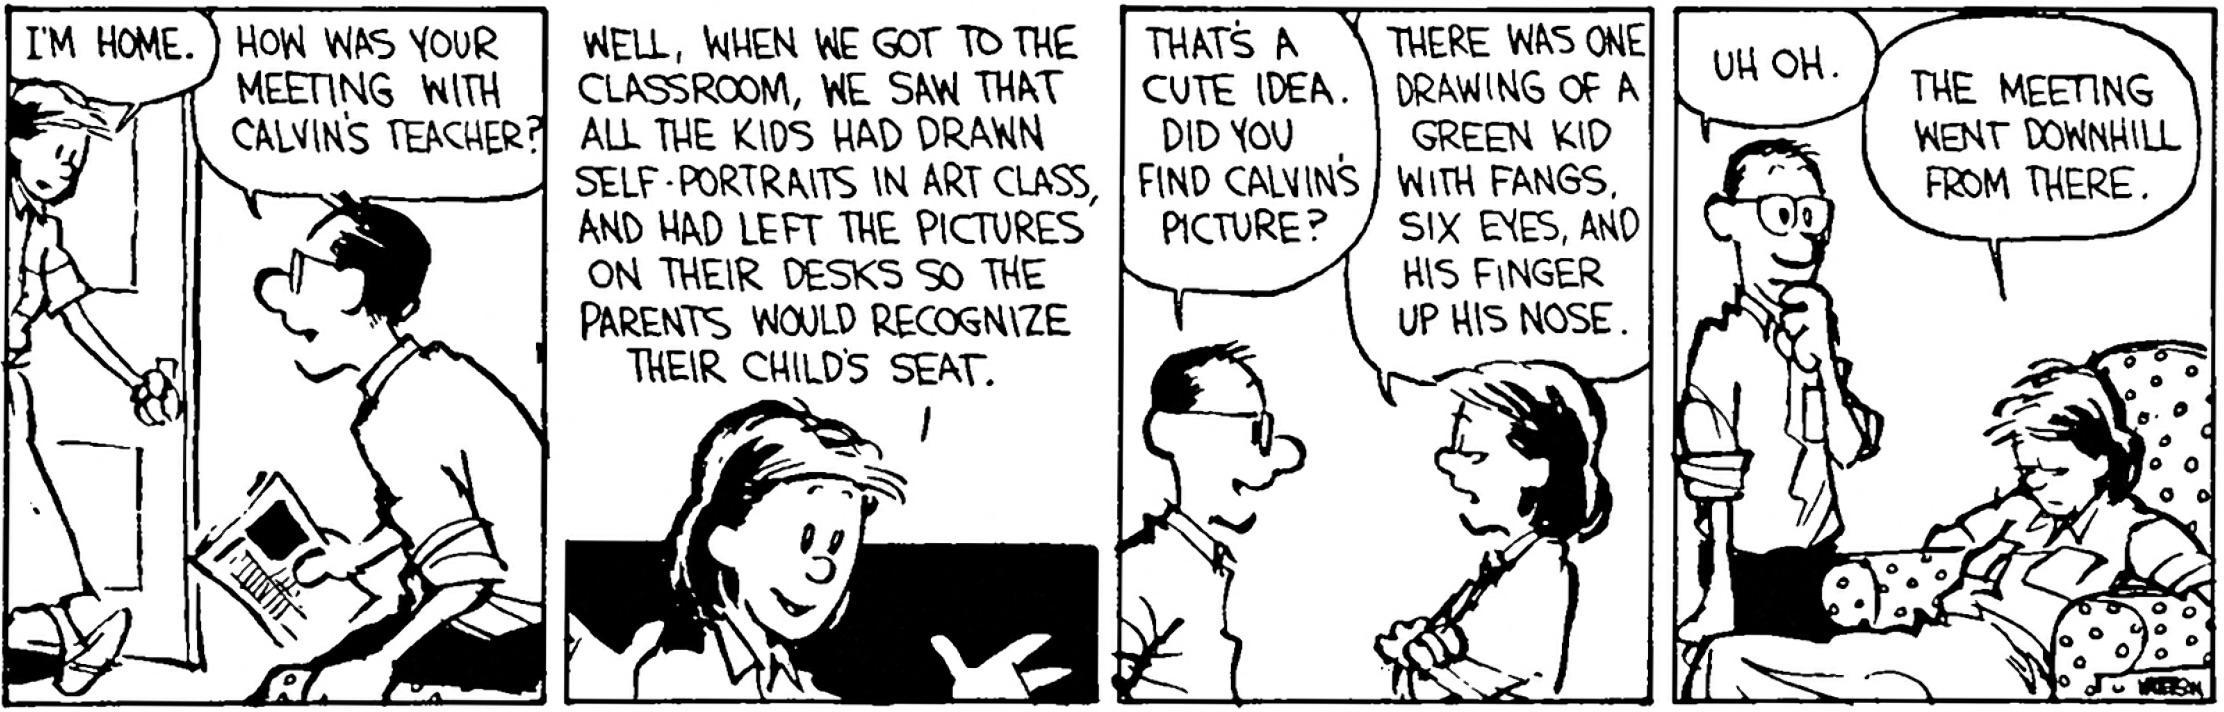 I'M HOME.
HOW WAS YOUR
MEETING WITH
CALVIN'S TEACHER?
WELL, WHEN WE GOT TO THE
CLASSROOM, WE SAW THAT
ALL THE KIDS HAD DRAWN
SELF-PORTRAITS IN ART CLASS,
AND HAD LEFT THE PICTURES
ON THEIR DESKS SO THE
PARENTS WOULD RECOGNIZE
THEIR CHILD'S SEAT.
THAT'S A
CUTE IDEA.
DID YOU
FIND CALVIN'S
PICTURE?
THERE WAS ONE
DRAWING OF A
GREEN KID
WITH FANGS,
SIX EYES, AND
HIS FINGER
UP HIS NOSE.
UH OH.
THE MEETING
WENT DOWNHILL
FROM THERE.
WATTERSON